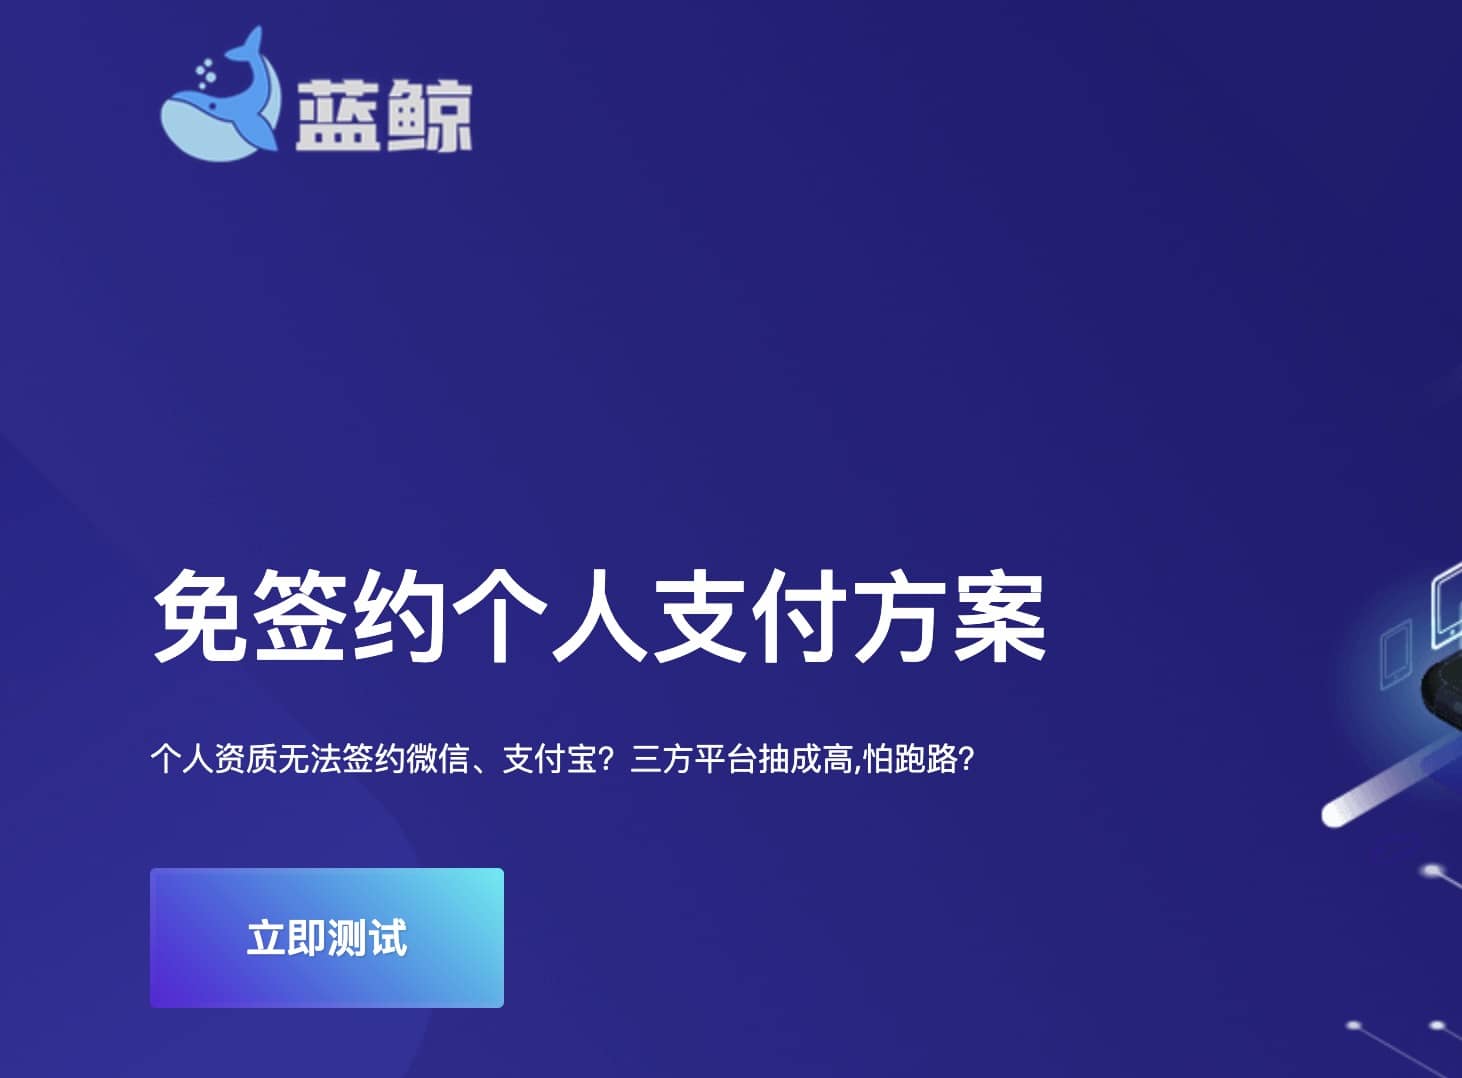 蓝鲸
免签约个人支付方案
个人资质无法签约微信、支付宝？三方平台抽成高,怕跑路?
立即测试